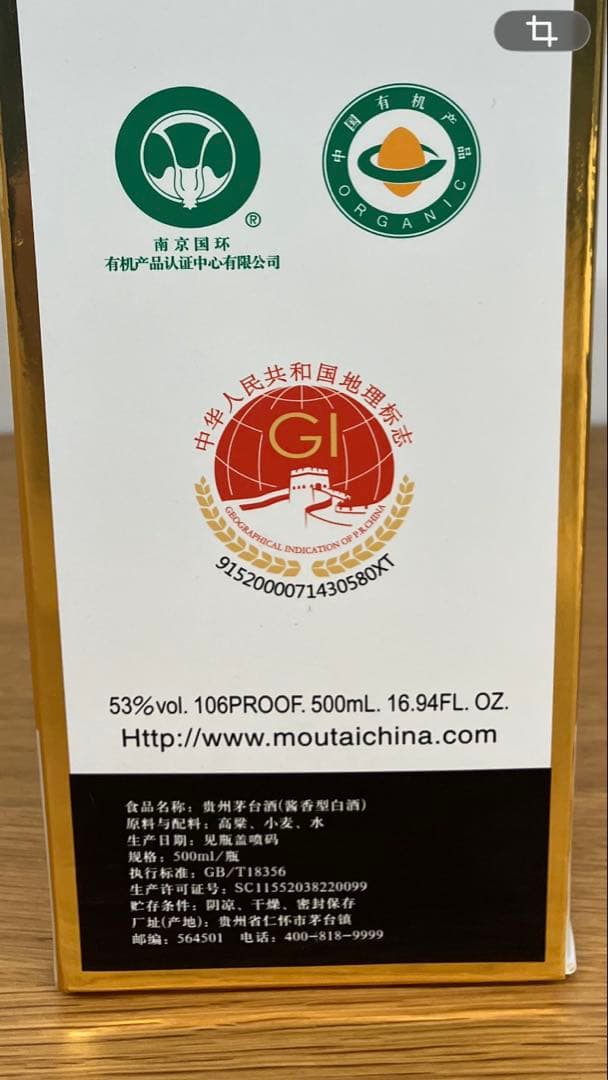 ®
南京国环
有机产品认证中心有限公司
中国有机产品
ORGANIC
中华人民共和国地理标志
GI
GEOGRAPHICAL INDICATION OF P.R.CHINA
9152000071430580XT
53%vol. 106PROOF. 500mL. 16.94FL. OZ.
Http://www.moutaichina.com
食品名称：贵州茅台酒(酱香型白酒)
原料与配料：高粱、小麦、水
生产日期：见瓶盖喷码
规格：500ml/瓶
执行标准：GB/T18356
生产许可证号：SC11552038220099
贮存条件：阴凉、干燥、密封保存
厂址(产地)：贵州省仁怀市茅台镇
邮编：564501 电话：400-818-9999